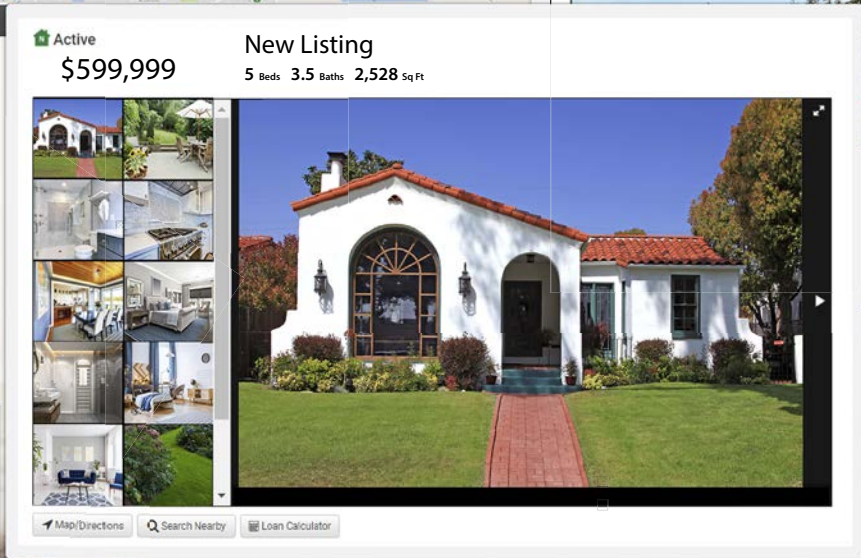 Active
$599,999
New Listing
5 Beds 3.5 Baths 2,528 Sq Ft
Map/Directions
Search Nearby
Loan Calculator